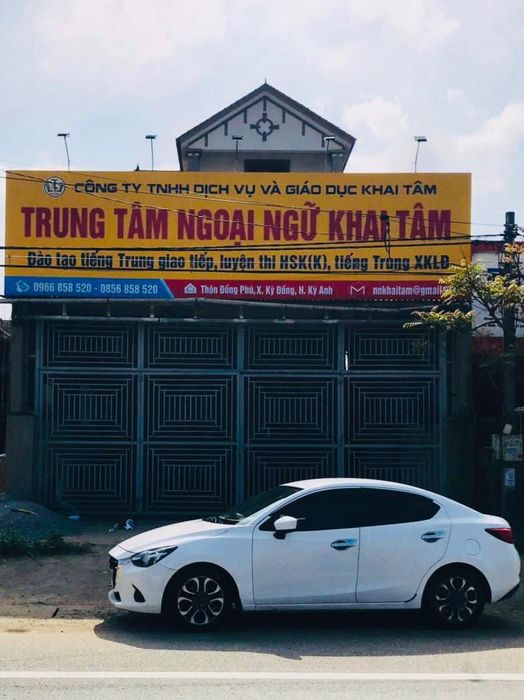 CÔNG TY TNHH DỊCH VỤ VÀ GIÁO DỤC KHAI TÂM
TRUNG TÂM NGOẠI NGỮ KHAI TÂM
Đào tạo tiếng Trung giao tiếp, luyện thi HSK(K), tiếng Trung XKLĐ
0966 858 520 - 0856 858 520
Thôn Đồng Phú, X. Kỳ Đồng, H. Kỳ Anh
nnkhaitam@gmail